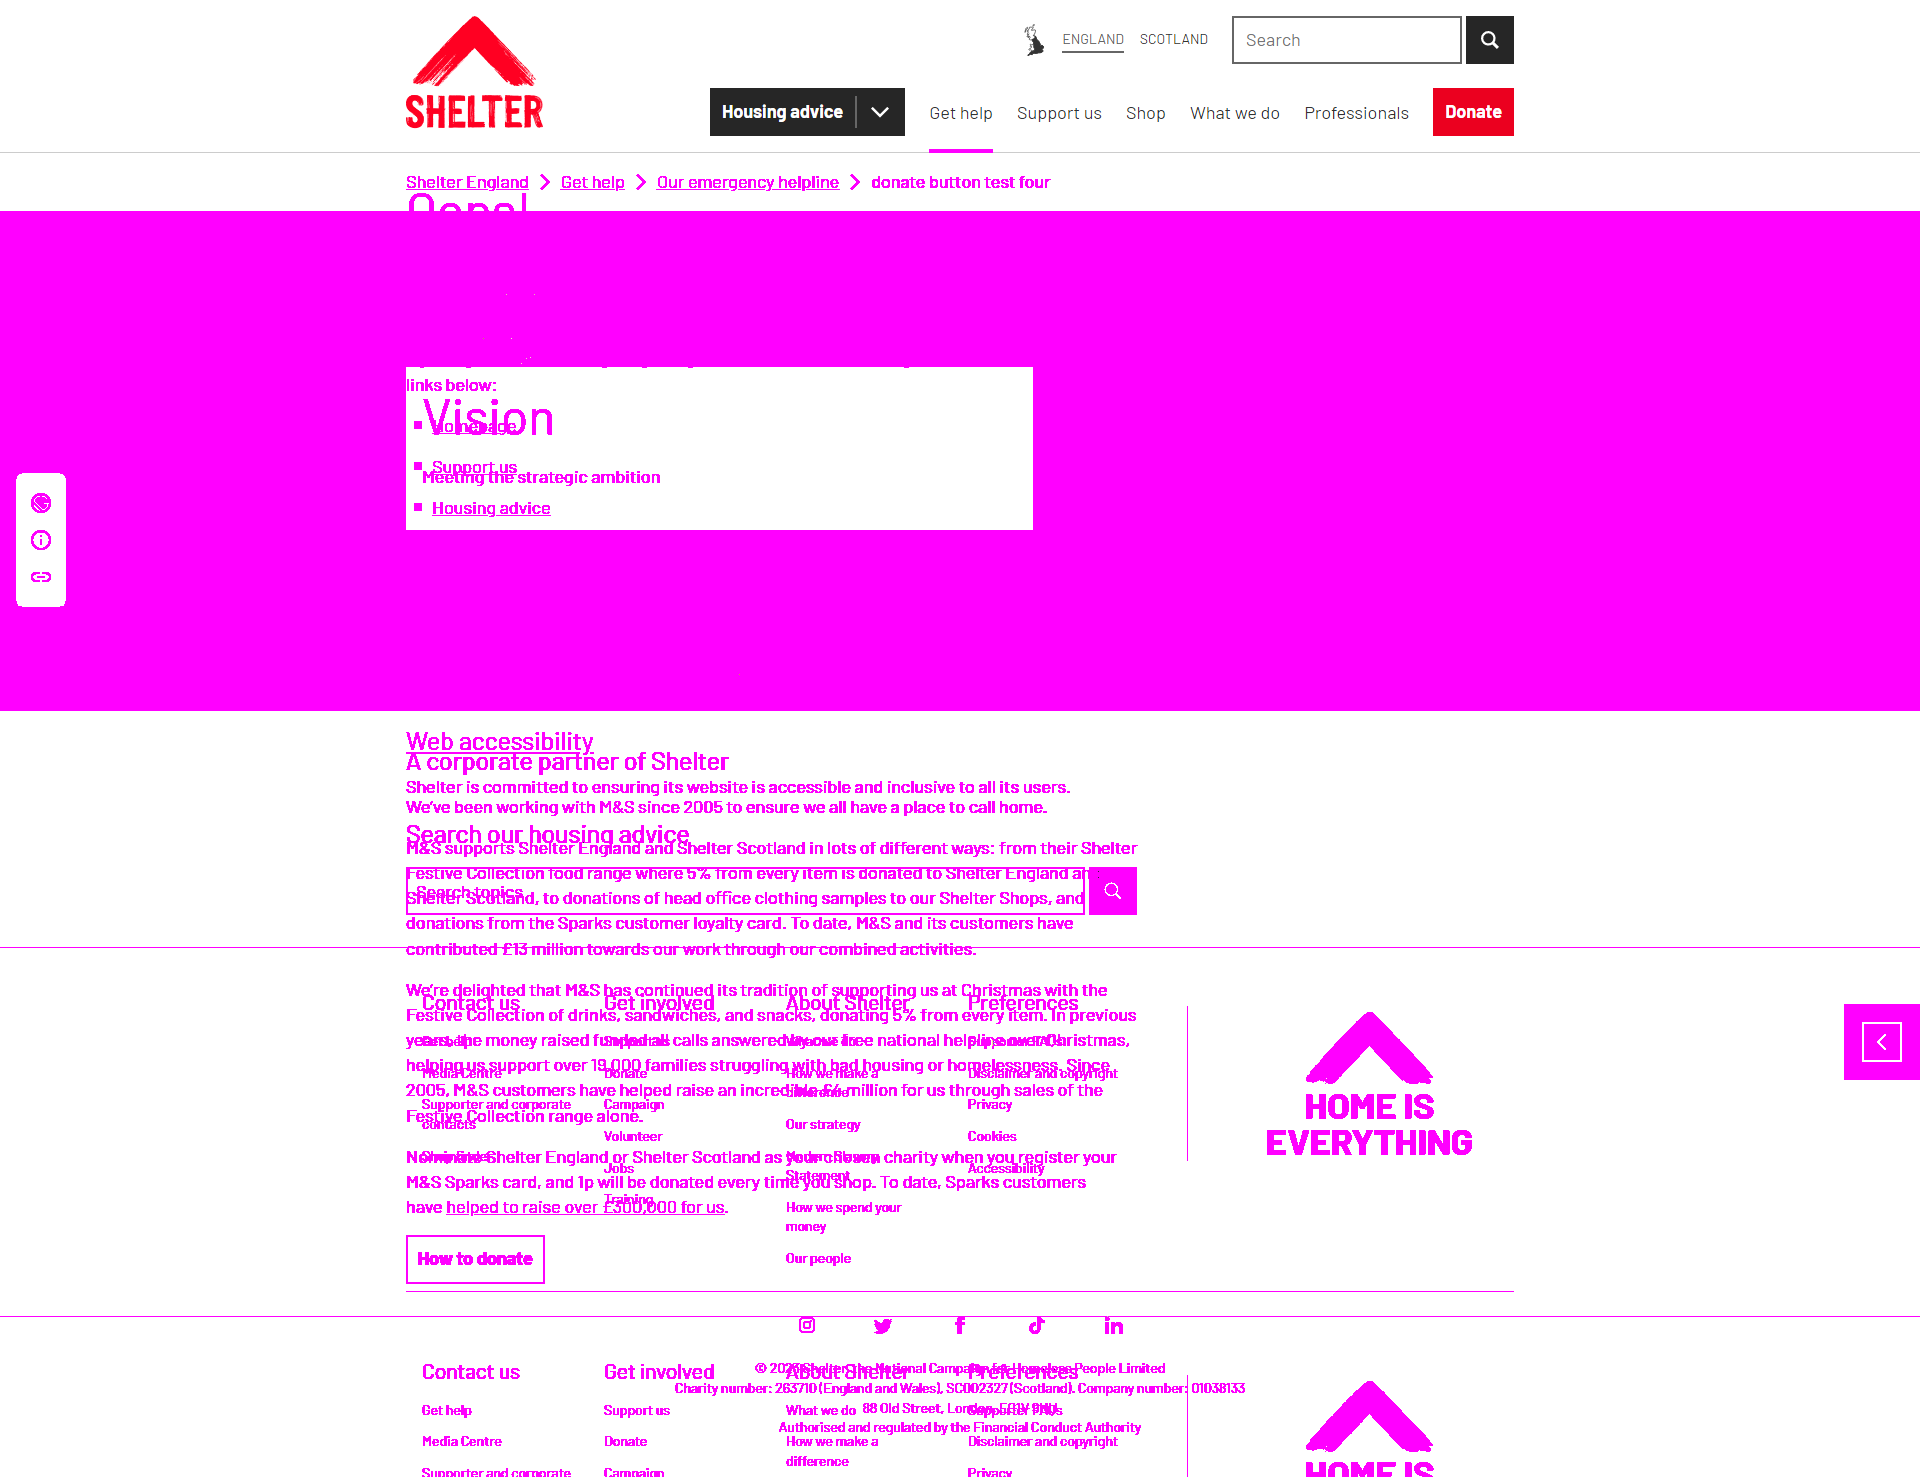 SHELTER
ENGLAND
SCOTLAND
Search
Housing advice
Get help
Support us
Shop
What we do
Professionals
Donate
Shelter England
Get help
Our emergency helpline
donate button test four
links below:
Vision
Homepage
Support us
Meeting the strategic ambition
Housing advice
Web accessibility
A corporate partner of Shelter
Shelter is committed to ensuring its website is accessible and inclusive to all its users.
We've been working with M&S since 2005 to ensure we all have a place to call home.
Search our housing advice
M&S supports Shelter England and Shelter Scotland in lots of different ways: from their Shelter
Festive Collection food range where 5% from every item is donated to Shelter England and
Search topics
Shelter Scotland, to donations of head office clothing samples to our Shelter Shops, and
donations from the Sparks customer loyalty card. To date, M&S and its customers have
contributed £13 million towards our work through our combined activities.
We're delighted that M&S has continued its tradition of supporting us at Christmas with the
Contact us
Get involved
About Shelter
Preferences
Festive Collection of drinks, sandwiches, and snacks, donating 5% from every item. In previous
years, the money raised funded all calls answered by our free national helpline over Christmas,
helping us support over 19,000 families struggling with bad housing or homelessness. Since
Media Centre
Donate
How we make a
Disclaimer and copyright
2005, M&S customers have helped raise an incredible £4 million for us through sales of the
Supporter and corporate
contacts
Campaign
Our strategy
Privacy
Festive Collection range alone.
Volunteer
Cookies
Nominate Shelter England or Shelter Scotland as your chosen charity when you register your
Jobs
Statement
Accessibility
M&S Sparks card, and 1p will be donated every time you shop. To date, Sparks customers
Training
have helped to raise over £300,000 for us.
How we spend your
money
Our people
HOME IS
EVERYTHING
How to donate
© Shelter, the National Campaign for Homeless People Limited
Contact us
Get involved
About Shelter
Preferences
Charity number: 263710 (England and Wales), SC002327 (Scotland). Company number: 01038133
88 Old Street, London,
Get help
Support us
What we do
Supporter FAQs
Authorised and regulated by the Financial Conduct Authority
Media Centre
Donate
How we make a
difference
Disclaimer and copyright
Supporter and corporate
Campaign
Privacy
HOME IS